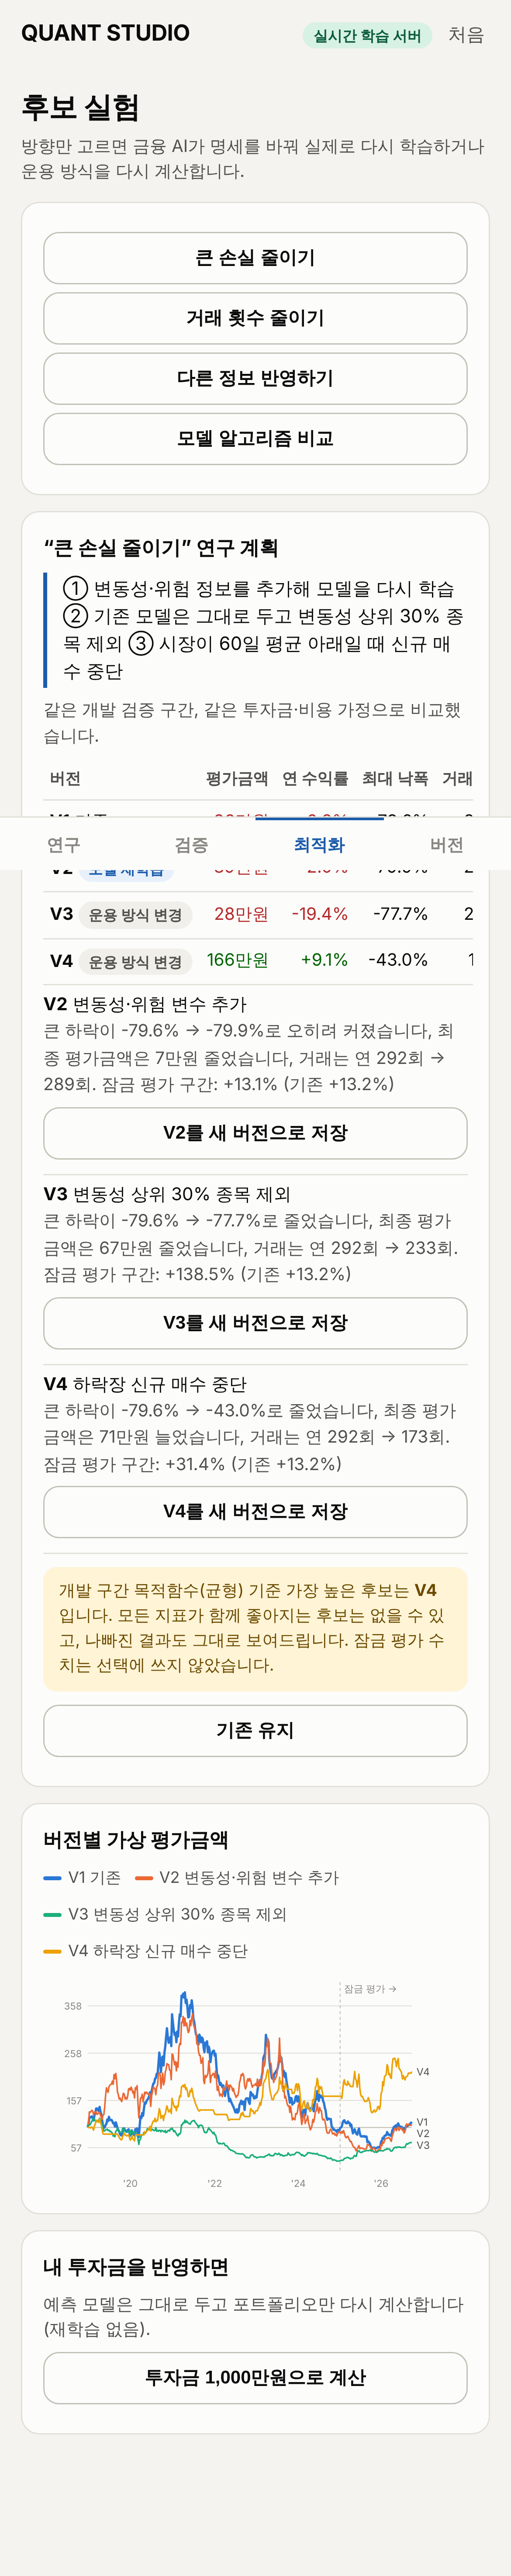 QUANT STUDIO
실시간 학습 서버
처음
후보 실험
방향만 고르면 금융 AI가 명세를 바꿔 실제로 다시 학습하거나
운용 방식을 다시 계산합니다.
큰 손실 줄이기
거래 횟수 줄이기
다른 정보 반영하기
모델 알고리즘 비교
“큰 손실 줄이기” 연구 계획
① 변동성·위험 정보를 추가해 모델을 다시 학습
② 기존 모델은 그대로 두고 변동성 상위 30% 종
목 제외 ③ 시장이 60일 평균 아래일 때 신규 매
수 중단
같은 개발 검증 구간, 같은 투자금·비용 가정으로 비교했
습니다.
버전 평가금액 연 수익률 최대 낙폭 거래
연구 검증 최적화 버전
V3 운용 방식 변경 28만원 -19.4% -77.7% 2
V4 운용 방식 변경 166만원 +9.1% -43.0% 1
V2 변동성·위험 변수 추가
큰 하락이 -79.6% → -79.9%로 오히려 커졌습니다, 최
종 평가금액은 7만원 줄었습니다, 거래는 연 292회 →
289회. 잠금 평가 구간: +13.1% (기존 +13.2%)
V2를 새 버전으로 저장
V3 변동성 상위 30% 종목 제외
큰 하락이 -79.6% → -77.7%로 줄었습니다, 최종 평가
금액은 67만원 줄었습니다, 거래는 연 292회 → 233회.
잠금 평가 구간: +138.5% (기존 +13.2%)
V3를 새 버전으로 저장
V4 하락장 신규 매수 중단
큰 하락이 -79.6% → -43.0%로 줄었습니다, 최종 평가
금액은 71만원 늘었습니다, 거래는 연 292회 → 173회.
잠금 평가 구간: +31.4% (기존 +13.2%)
V4를 새 버전으로 저장
개발 구간 목적함수(균형) 기준 가장 높은 후보는 V4
입니다. 모든 지표가 함께 좋아지는 후보는 없을 수 있
고, 나빠진 결과도 그대로 보여드립니다. 잠금 평가 수
치는 선택에 쓰지 않았습니다.
기존 유지
버전별 가상 평가금액
V1 기존 V2 변동성·위험 변수 추가
V3 변동성 상위 30% 종목 제외
V4 하락장 신규 매수 중단
잠금 평가 →
358
258
157
57
V4
V1
V2
V3
'20 '22 '24 '26
내 투자금을 반영하면
예측 모델은 그대로 두고 포트폴리오만 다시 계산합니다
(재학습 없음).
투자금 1,000만원으로 계산